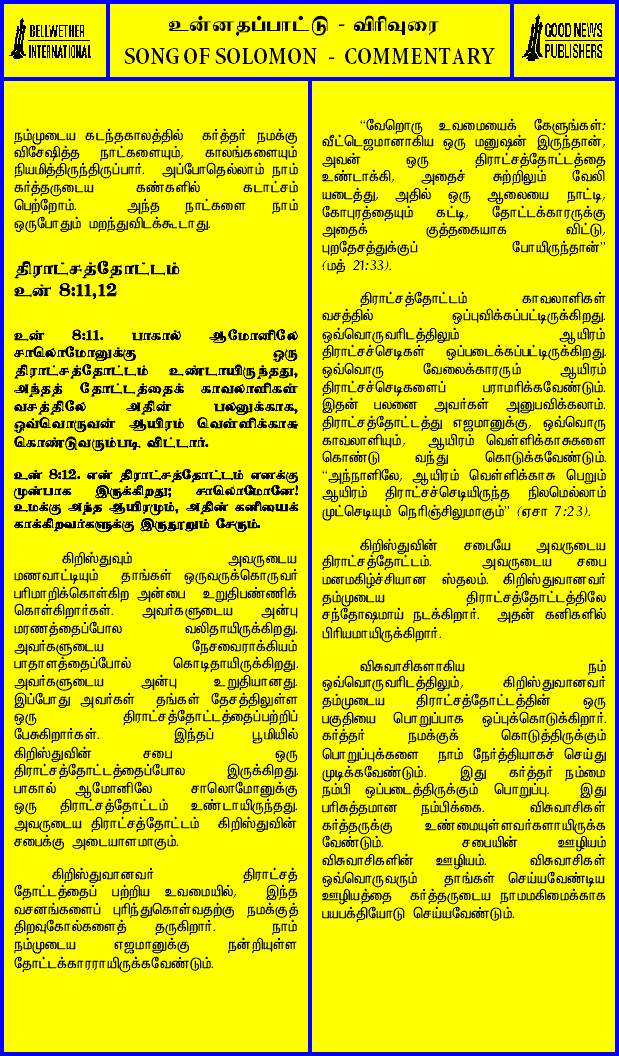 BELLWETHER
INTERNATIONAL
உன்னதப்பாட்டு - விரிவுரை
SONG OF SOLOMON - COMMENTARY
GOOD NEWS
PUBLISHERS
நம்முடைய கடந்தகாலத்தில் கர்த்தர் நமக்கு
விசேஷித்த நாட்களையும், காலங்களையும்
நியமித்திருந்திருப்பார். அப்போதெல்லாம் நாம்
கர்த்தருடைய கண்களில் கடாட்சம்
பெற்றோம். அந்த நாட்களை நாம்
ஒருபோதும் மறந்துவிடக்கூடாது.
திராட்சத்தோட்டம்
உன் 8:11,12
உன் 8:11. பாகால் ஆமோனிலே
சாலொமோனுக்கு ஒரு
திராட்சத்தோட்டம் உண்டாயிருந்தது,
அந்தத் தோட்டத்தைக் காவலாளிகள்
வசத்திலே அதின் பலனுக்காக,
ஒவ்வொருவன் ஆயிரம் வெள்ளிக்காசு
கொண்டுவரும்படி விட்டார்.
உன் 8:12. என் திராட்சத்தோட்டம் எனக்கு
முன்பாக இருக்கிறது; சாலொமோனே!
உமக்கு அந்த ஆயிரமும், அதின் கனியைக்
காக்கிறவர்களுக்கு இருநூறும் சேரும்.
கிறிஸ்துவும் அவருடைய
மணவாட்டியும் தாங்கள் ஒருவருக்கொருவர்
பரிமாறிக்கொள்கிற அன்பை உறுதிபண்ணிக்
கொள்கிறார்கள். அவர்களுடைய அன்பு
மரணத்தைப்போல வலிதாயிருக்கிறது.
அவர்களுடைய நேசவைராக்கியம்
பாதாளத்தைப்போல் கொடிதாயிருக்கிறது.
அவர்களுடைய அன்பு உறுதியானது.
இப்போது அவர்கள் தங்கள் தேசத்திலுள்ள
ஒரு திராட்சத்தோட்டத்தைப்பற்றிப்
பேசுகிறார்கள். இந்தப் பூமியில்
கிறிஸ்துவின் சபை ஒரு
திராட்சத்தோட்டத்தைப்போல இருக்கிறது.
பாகால் ஆமோனிலே சாலொமோனுக்கு
ஒரு திராட்சத்தோட்டம் உண்டாயிருந்தது.
அவருடைய திராட்சத்தோட்டம் கிறிஸ்துவின்
சபைக்கு அடையாளமாகும்.
கிறிஸ்துவானவர் திராட்சத்
தோட்டத்தைப் பற்றிய உவமையில், இந்த
வசனங்களைப் புரிந்துகொள்வதற்கு நமக்குத்
திறவுகோல்களைத் தருகிறார். நாம்
நம்முடைய எஜமானுக்கு நன்றியுள்ள
தோட்டக்காரராயிருக்கவேண்டும்.
“வேறொரு உவமையைக் கேளுங்கள்:
வீட்டெஜமானாகிய ஒரு மனுஷன் இருந்தான்,
அவன் ஒரு திராட்சத்தோட்டத்தை
உண்டாக்கி, அதைச் சுற்றிலும் வேலி
யடைத்து, அதில் ஒரு ஆலையை நாட்டி,
கோபுரத்தையும் கட்டி, தோட்டக்காரருக்கு
அதைக் குத்தகையாக விட்டு,
புறதேசத்துக்குப் போயிருந்தான்”
(மத் 21:33).
திராட்சத்தோட்டம் காவலாளிகள்
வசத்தில் ஒப்புவிக்கப்பட்டிருக்கிறது.
ஒவ்வொருவரிடத்திலும் ஆயிரம்
திராட்சச்செடிகள் ஒப்படைக்கப்பட்டிருக்கிறது.
ஒவ்வொரு வேலைக்காரரும் ஆயிரம்
திராட்சச்செடிகளைப் பராமரிக்கவேண்டும்.
இதன் பலனை அவர்கள் அனுபவிக்கலாம்.
திராட்சத்தோட்டத்து எஜமானுக்கு, ஒவ்வொரு
காவலாளியும், ஆயிரம் வெள்ளிக்காசுகளை
கொண்டு வந்து கொடுக்கவேண்டும்.
“அந்நாளிலே, ஆயிரம் வெள்ளிக்காசு பெறும்
ஆயிரம் திராட்சச்செடியிருந்த நிலமெல்லாம்
முட்செடியும் நெரிஞ்சிலுமாகும்” (ஏசா 7:23).
கிறிஸ்துவின் சபையே அவருடைய
திராட்சத்தோட்டம். அவருடைய சபை
மனமகிழ்ச்சியான ஸ்தலம். கிறிஸ்துவானவர்
தம்முடைய திராட்சத்தோட்டத்திலே
சந்தோஷமாய் நடக்கிறார். அதன் கனிகளில்
பிரியமாயிருக்கிறார்.
விசுவாசிகளாகிய நம்
ஒவ்வொருவரிடத்திலும், கிறிஸ்துவானவர்
தம்முடைய திராட்சத்தோட்டத்தின் ஒரு
பகுதியை பொறுப்பாக ஒப்புக்கொடுக்கிறார்.
கர்த்தர் நமக்குக் கொடுத்திருக்கும்
பொறுப்புக்களை நாம் நேர்த்தியாகச் செய்து
முடிக்கவேண்டும். இது கர்த்தர் நம்மை
நம்பி ஒப்படைத்திருக்கும் பொறுப்பு. இது
பரிசுத்தமான நம்பிக்கை. விசுவாசிகள்
கர்த்தருக்கு உண்மையுள்ளவர்களாயிருக்க
வேண்டும். சபையின் ஊழியம்
விசுவாசிகளின் ஊழியம். விசுவாசிகள்
ஒவ்வொருவரும் தாங்கள் செய்யவேண்டிய
ஊழியத்தை கர்த்தருடைய நாமமகிமைக்காக
பயபக்தியோடு செய்யவேண்டும்.